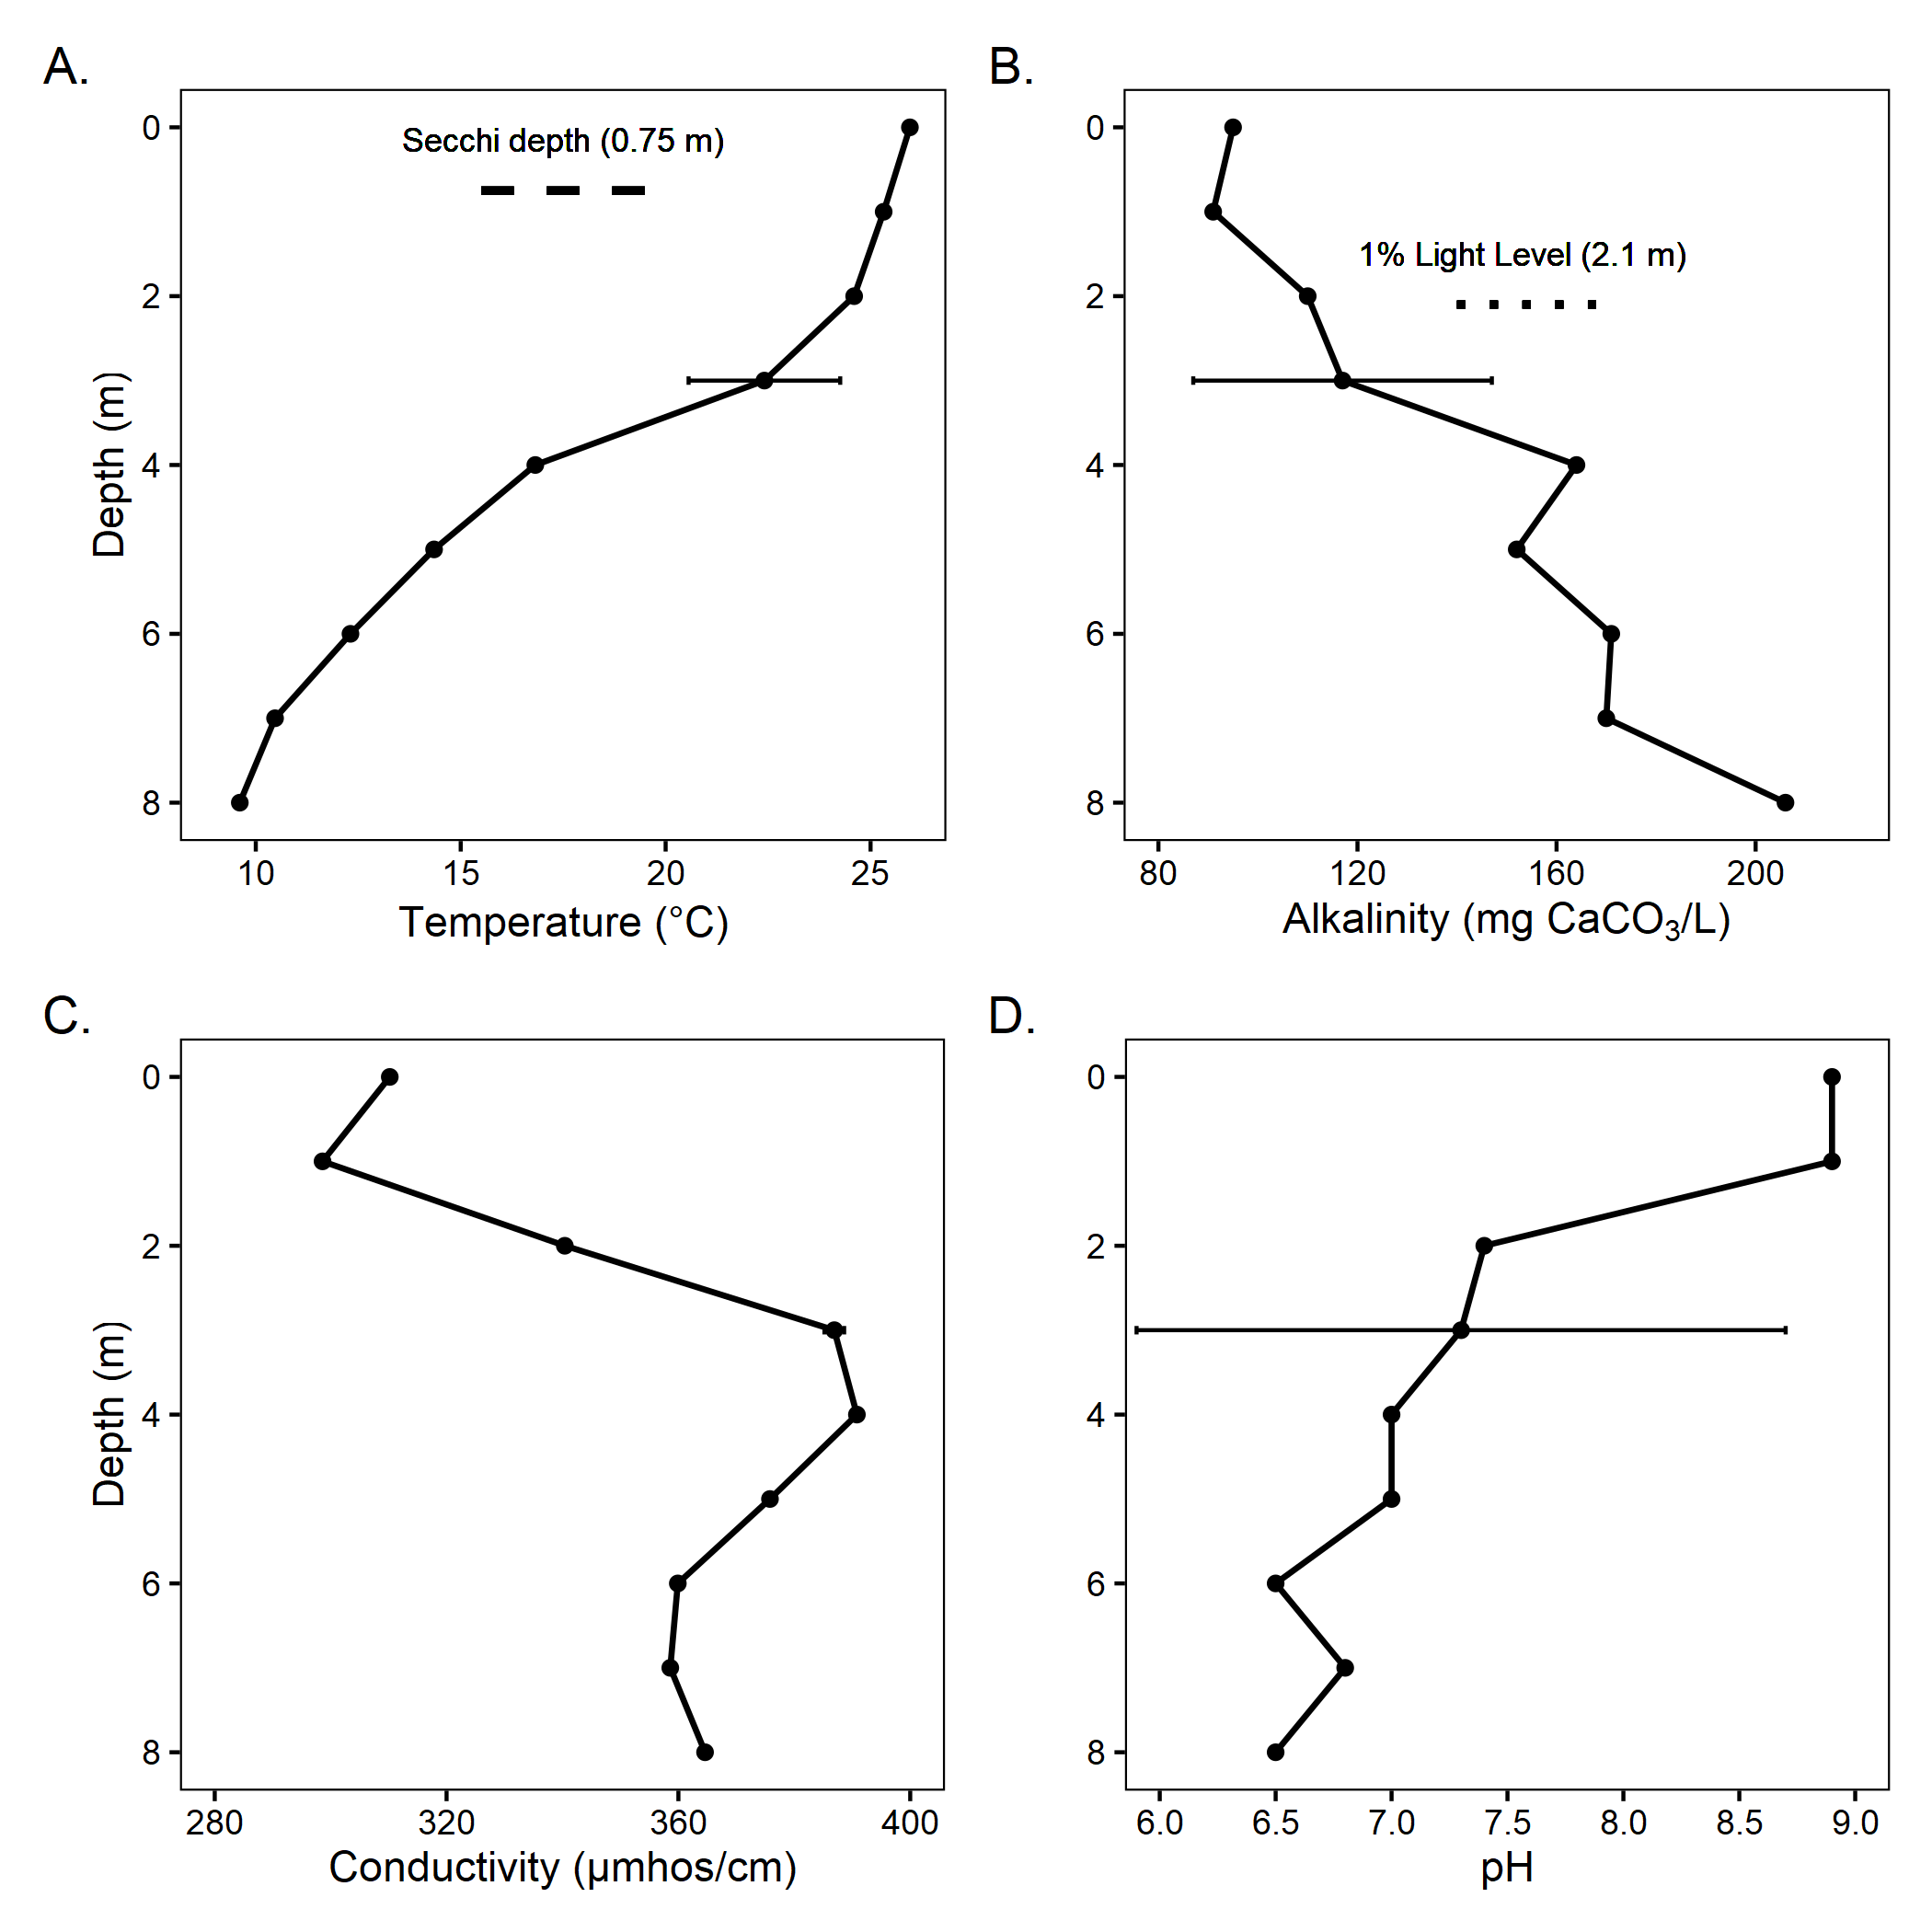 A.
Secchi depth (0.75 m)
0
2
4
6
8
Depth (m)
10 15 20 25
Temperature (°C)
B.
1% Light Level (2.1 m)
0
2
4
6
8
80 120 160 200
Alkalinity (mg CaCO₃/L)
C.
0
2
4
6
8
Depth (m)
280 320 360 400
Conductivity (µmhos/cm)
D.
0
2
4
6
8
6.0 6.5 7.0 7.5 8.0 8.5 9.0
pH